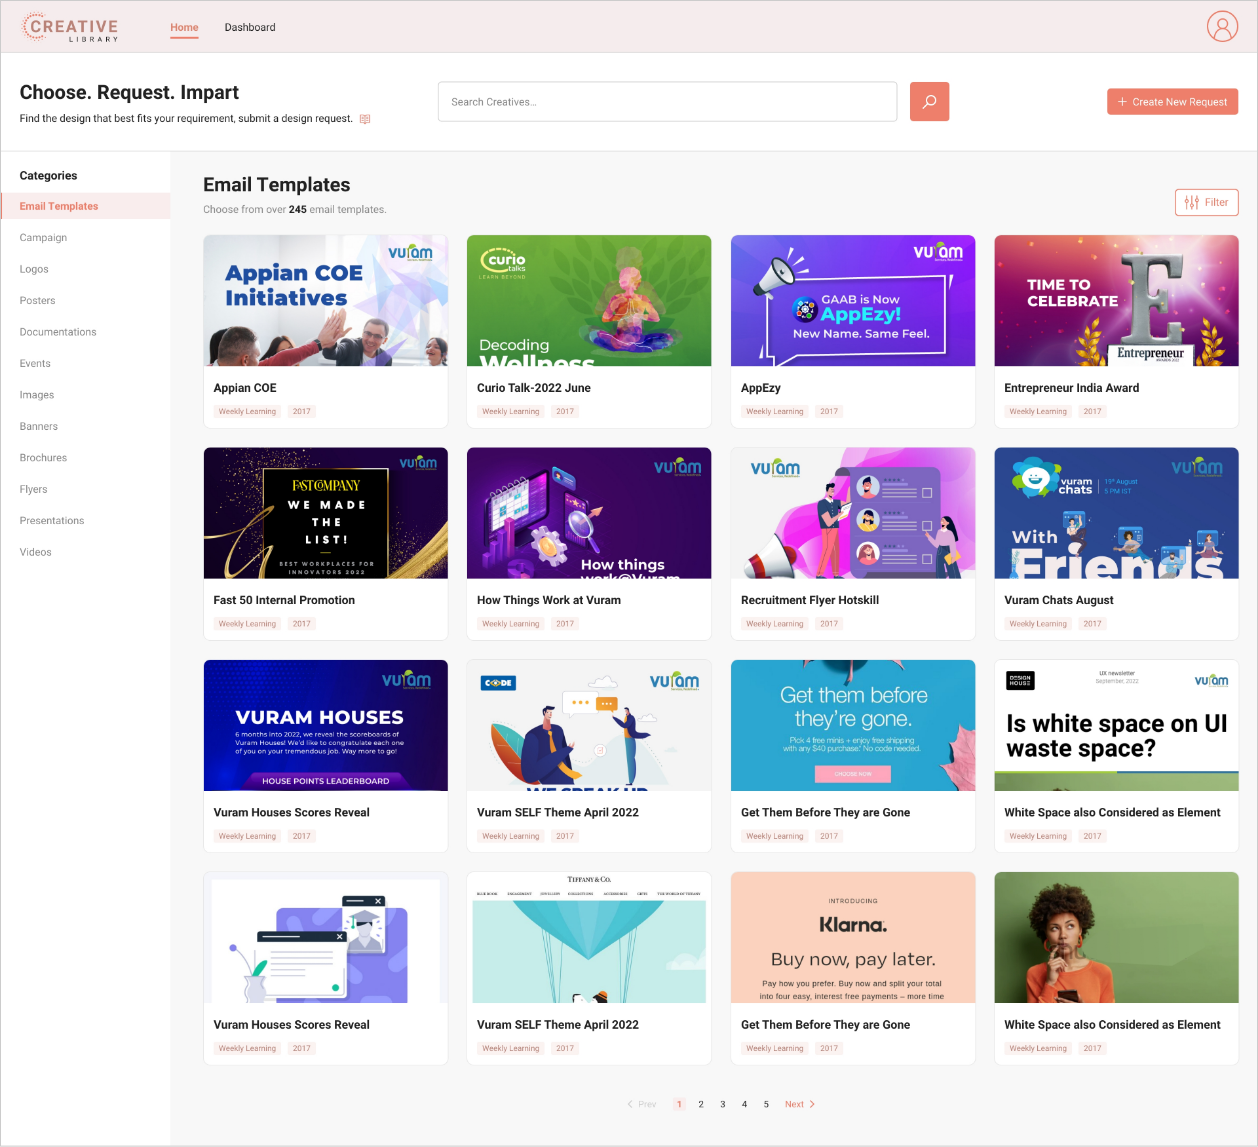 CREATIVE
LIBRARY
Home
Dashboard
Choose. Request. Impart
Find the design that best fits your requirement, submit a design request.
Search Creatives...
+ Create New Request
Categories
Email Templates
Campaign
Logos
Posters
Documentations
Events
Images
Banners
Brochures
Flyers
Presentations
Videos
Email Templates
Choose from over 245 email templates.
Filter
vuram
Appian COE
Initiatives
Appian COE
Weekly Learning 2017
curio
talks
LEARN BEYOND
Decoding
Wellness
Curio Talk-2022 June
Weekly Learning 2017
vuram
GAAB is Now
AppEzy!
New Name. Same Feel.
AppEzy
Weekly Learning 2017
TIME TO
CELEBRATE
E
Entrepreneur
Entrepreneur India Award
Weekly Learning 2017
vuram
FAST COMPANY
WE MADE
THE
LIST!
BEST WORKPLACES FOR
INNOVATORS 2022
Fast 50 Internal Promotion
Weekly Learning 2017
vuram
How things
work@Vuram
How Things Work at Vuram
Weekly Learning 2017
vuram
Recruitment Flyer Hotskill
Weekly Learning 2017
vuram
chats
19th August
5 PM IST
vuram
With
Friends
Vuram Chats August
Weekly Learning 2017
vuram
VURAM HOUSES
6 months into 2022, we reveal the scoreboards of
Vuram Houses! We'd like to congratulate each one
of you on your tremendous job. Way more to go!
HOUSE POINTS LEADERBOARD
Vuram Houses Scores Reveal
Weekly Learning 2017
CODE
vuram
WE SPEAK UP
Vuram SELF Theme April 2022
Weekly Learning 2017
Get them before
they're gone.
Pick 4 free minis + enjoy free shipping
with any $40 purchase.* No code needed.
CHOOSE NOW
Get Them Before They are Gone
Weekly Learning 2017
DESIGN
HOUSE
UX newsletter
September, 2022
vuram
Is white space on UI
waste space?
White Space also Considered as Element
Weekly Learning 2017
Vuram Houses Scores Reveal
Weekly Learning 2017
TIFFANY & CO.
BLUE BOOK ENGAGEMENT JEWELLERY COLLECTIONS ACCESSORIES GIFTS THE WORLD OF TIFFANY
Vuram SELF Theme April 2022
Weekly Learning 2017
INTRODUCING
Klarna.
Buy now, pay later.
Pay how you prefer. Buy now and split your total
into four easy, interest free payments – more time
Get Them Before They are Gone
Weekly Learning 2017
White Space also Considered as Element
Weekly Learning 2017
Prev 1 2 3 4 5 Next